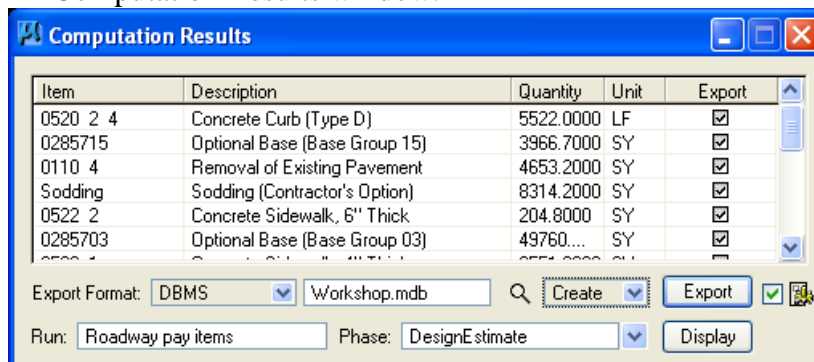 Computation Results window.
Computation Results
Item Description Quantity Unit Export
0520 2 4 Concrete Curb (Type D) 5522.0000 LF
0285715 Optional Base (Base Group 15) 3966.7000 SY
0110 4 Removal of Existing Pavement 4653.2000 SY
Sodding Sodding (Contractor's Option) 8314.2000 SY
0522 2 Concrete Sidewalk, 6" Thick 204.8000 SY
0285703 Optional Base (Base Group 03) 49760.... SY
Export Format: DBMS Workshop.mdb Create Export
Run: Roadway pay items Phase: DesignEstimate Display